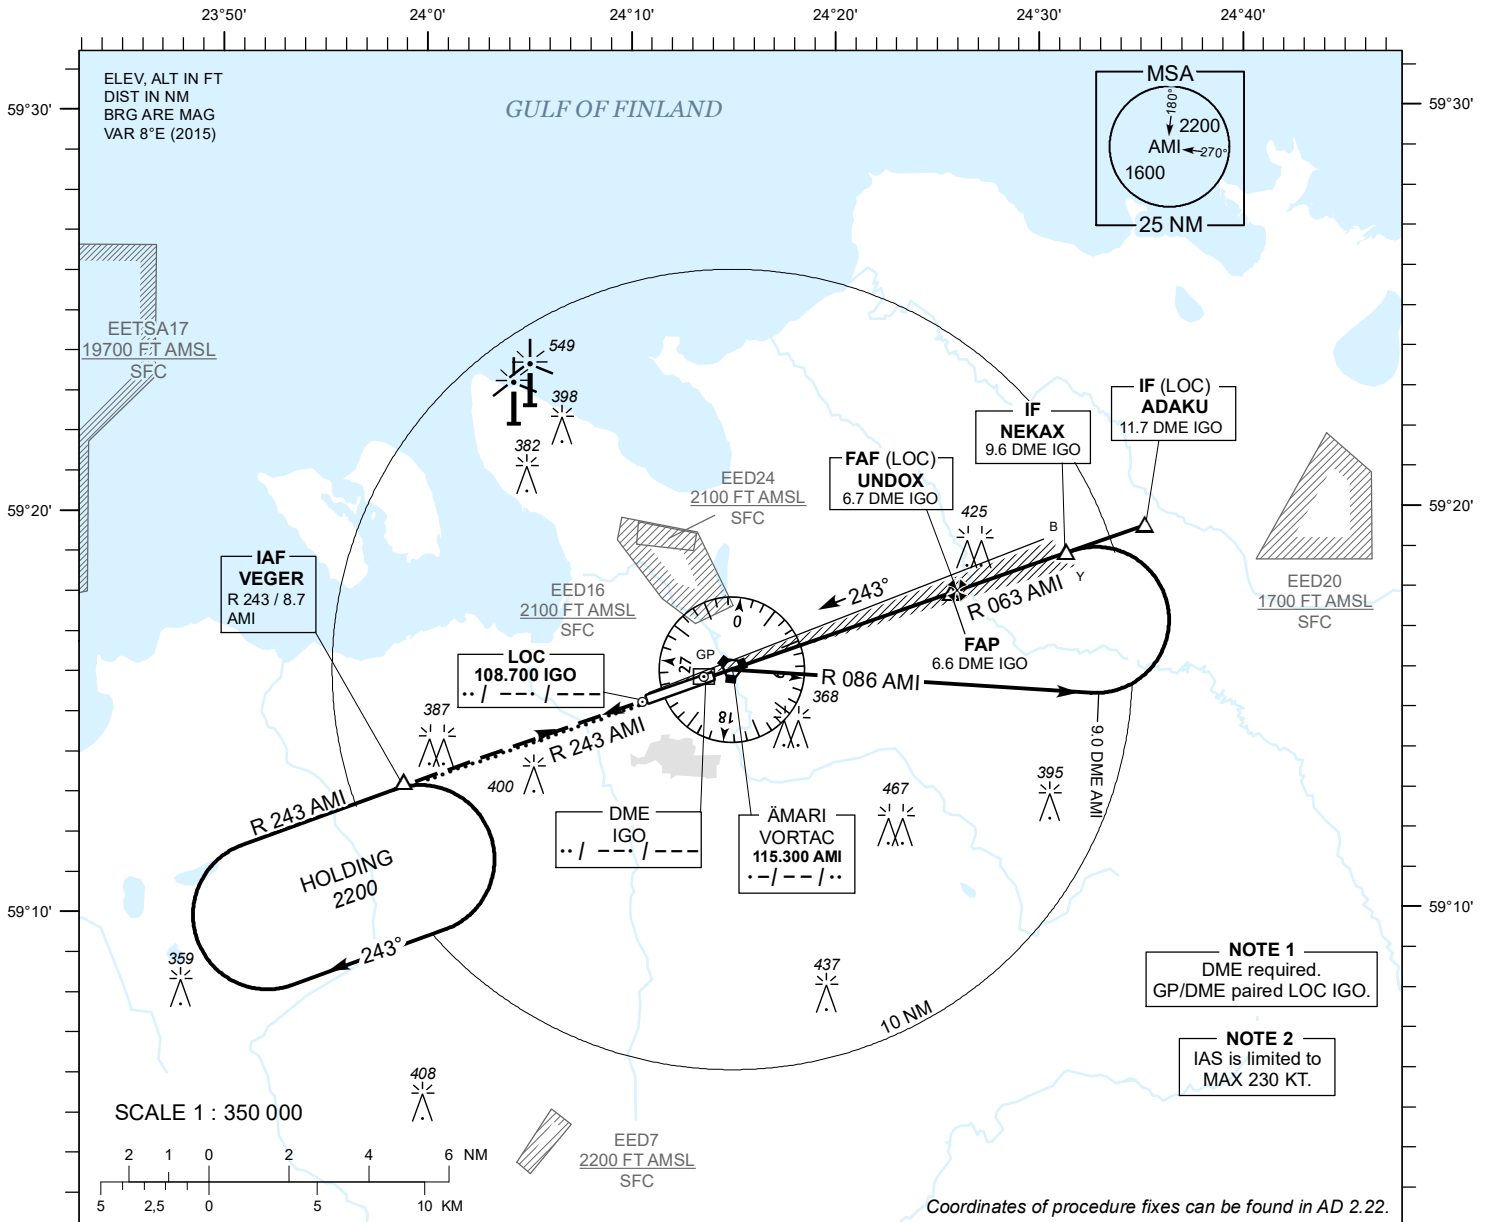 23°50'
24°0'
24°10'
24°20'
24°30'
24°40'
ELEV, ALT IN FT
DIST IN NM
BRG ARE MAG
VAR 8°E (2015)
GULF OF FINLAND
MSA
180°
2200
AMI
270°
1600
25 NM
59°30'
59°30'
EETSA17
19700 FT AMSL
SFC
549
398
382
IF (LOC)
ADAKU
11.7 DME IGO
IF
NEKAX
9.6 DME IGO
FAF (LOC)
UNDOX
6.7 DME IGO
EED24
2100 FT AMSL
SFC
425
B
Y
59°20'
59°20'
IAF
VEGER
R 243 / 8.7
AMI
EED16
2100 FT AMSL
SFC
243°
R 063 AMI
EED20
1700 FT AMSL
SFC
FAP
6.6 DME IGO
LOC
108.700 IGO
GP
0
9
18
27
R 086 AMI
368
387
R 243 AMI
400
9.0 DME AMI
395
467
R 243 AMI
HOLDING
2200
243°
DME
IGO
ÄMARI
VORTAC
115.300 AMI
59°10'
59°10'
359
437
10 NM
NOTE 1
DME required.
GP/DME paired LOC IGO.
NOTE 2
IAS is limited to
MAX 230 KT.
408
SCALE 1 : 350 000
2 1 0 2 4 6 NM
5 2,5 0 5 10 KM
EED7
2200 FT AMSL
SFC
Coordinates of procedure fixes can be found in AD 2.22.